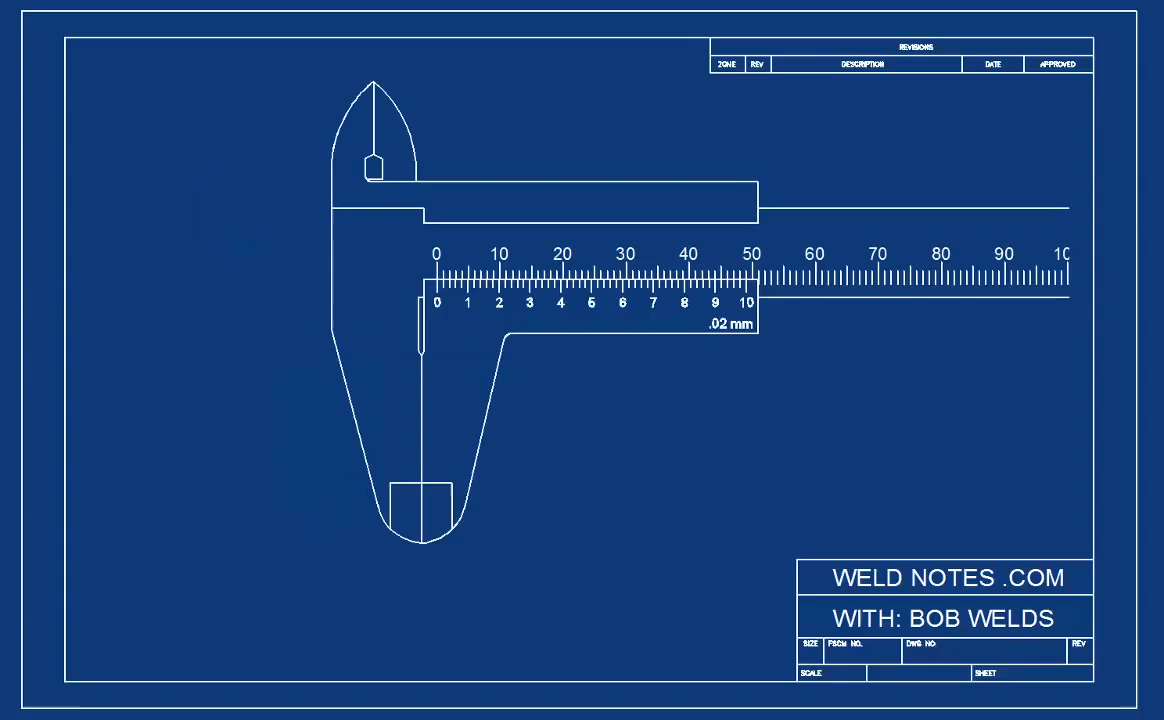 REVISIONS
ZONE REV DESCRIPTION DATE APPROVED
0 10 20 30 40 50 60 70 80 90 10
0 1 2 3 4 5 6 7 8 9 10
.02 mm
WELD NOTES .COM
WITH: BOB WELDS
SIZE FSCM NO. DWG NO REV
SCALE SHEET